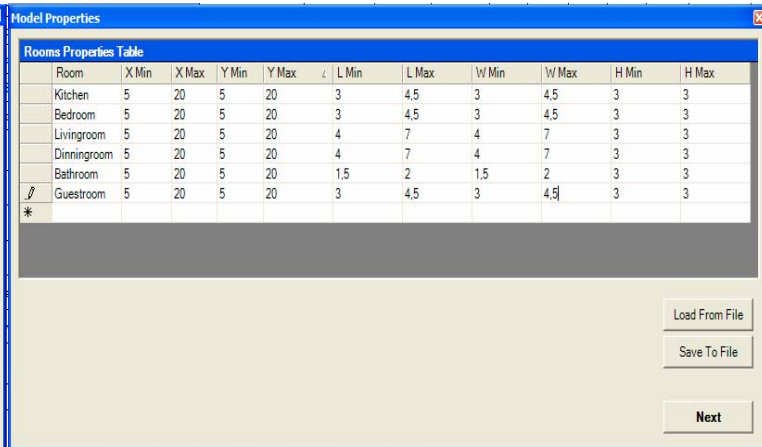 Model Properties
Rooms Properties Table
Room X Min X Max Y Min Y Max L Min L Max W Min W Max H Min H Max
Kitchen 5 20 5 20 3 4,5 3 4,5 3 3
Bedroom 5 20 5 20 3 4,5 3 4,5 3 3
Livingroom 5 20 5 20 4 7 4 7 3 3
Dinningroom 5 20 5 20 4 7 4 7 3 3
Bathroom 5 20 5 20 1,5 2 1,5 2 3 3
Guestroom 5 20 5 20 3 4,5 3 4,5 3 3
Load From File
Save To File
Next